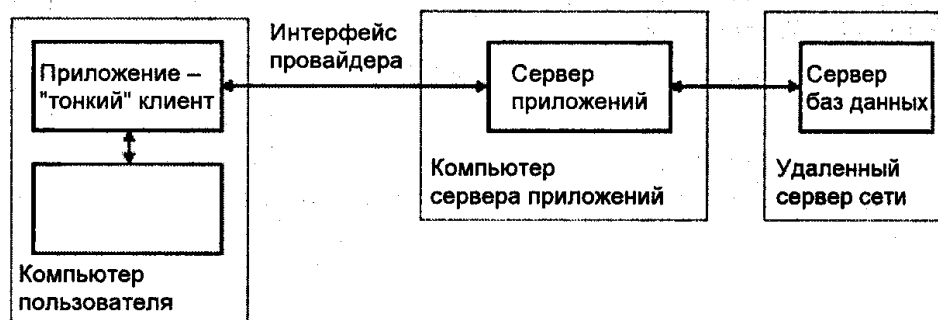 Приложение –
"тонкий" клиент
Компьютер
пользователя
Интерфейс
провайдера
Сервер
приложений
Компьютер
сервера приложений
Сервер
баз данных
Удаленный
сервер сети